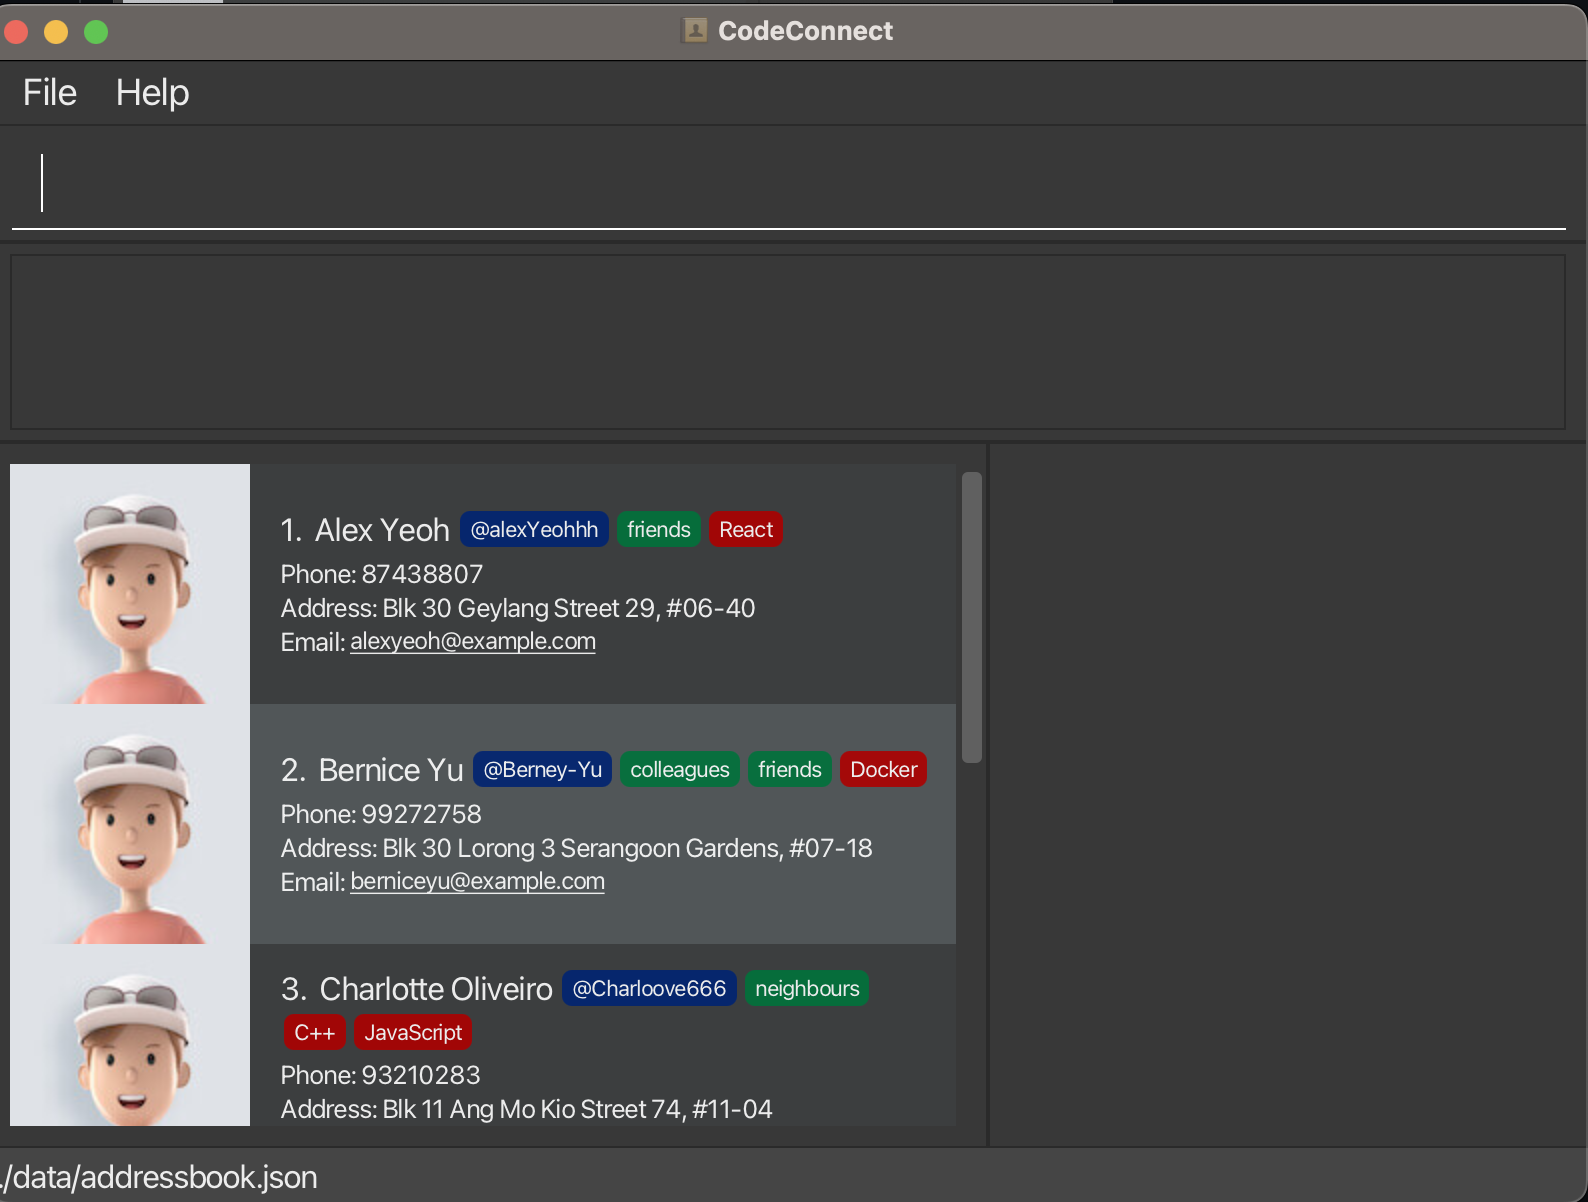 CodeConnect
File Help
1. Alex Yeoh @alexYeohhh friends React
Phone: 87438807
Address: Blk 30 Geylang Street 29, #06-40
Email: alexyeoh@example.com
2. Bernice Yu @Berney-Yu colleagues friends Docker
Phone: 99272758
Address: Blk 30 Lorong 3 Serangoon Gardens, #07-18
Email: berniceyu@example.com
3. Charlotte Oliveiro @Charloove666 neighbours
C++ JavaScript
Phone: 93210283
Address: Blk 11 Ang Mo Kio Street 74, #11-04
./data/addressbook.json